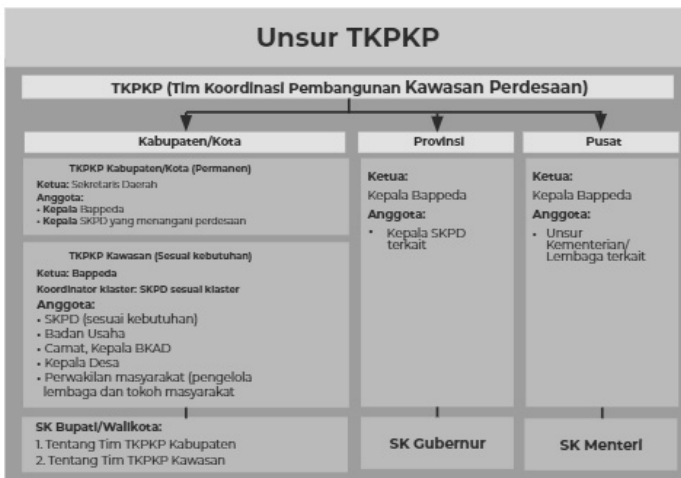 Unsur TKPKP
TKPKP (Tim Koordinasi Pembangunan Kawasan Perdesaan)
Kabupaten/Kota
TKPKP Kabupaten/Kota (Permanen)
Ketua: Sekretaris Daerah
Anggota:
• Kepala Bappeda
• Kepala SKPD yang menangani perdesaan
TKPKP Kawasan (Sesuai kebutuhan)
Ketua: Bappeda
Koordinator klaster: SKPD sesuai klaster
Anggota:
• SKPD (sesuai kebutuhan)
• Badan Usaha
• Camat, Kepala BKAD
• Kepala Desa
• Perwakilan masyarakat (pengelola
lembaga dan tokoh masyarakat
SK Bupati/Walikota:
1. Tentang Tim TKPKP Kabupaten
2. Tentang Tim TKPKP Kawasan
Provinsi
Ketua:
Kepala Bappeda
Anggota:
• Kepala SKPD
terkait
SK Gubernur
Pusat
Ketua:
Kepala Bappeda
Anggota:
• Unsur
Kementerian/
Lembaga terkait
SK Menteri